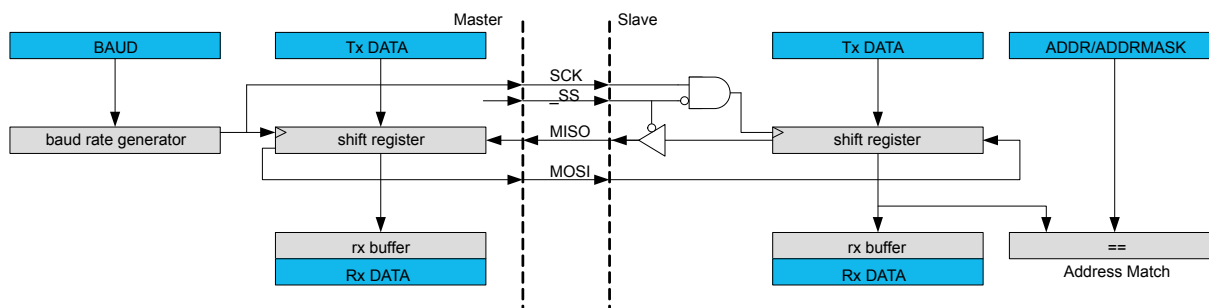 Master
Slave
BAUD
Tx DATA
Tx DATA
ADDR/ADDRMASK
SCK
_SS
baud rate generator
shift register
MISO
shift register
MOSI
rx buffer
rx buffer
==
Rx DATA
Rx DATA
Address Match